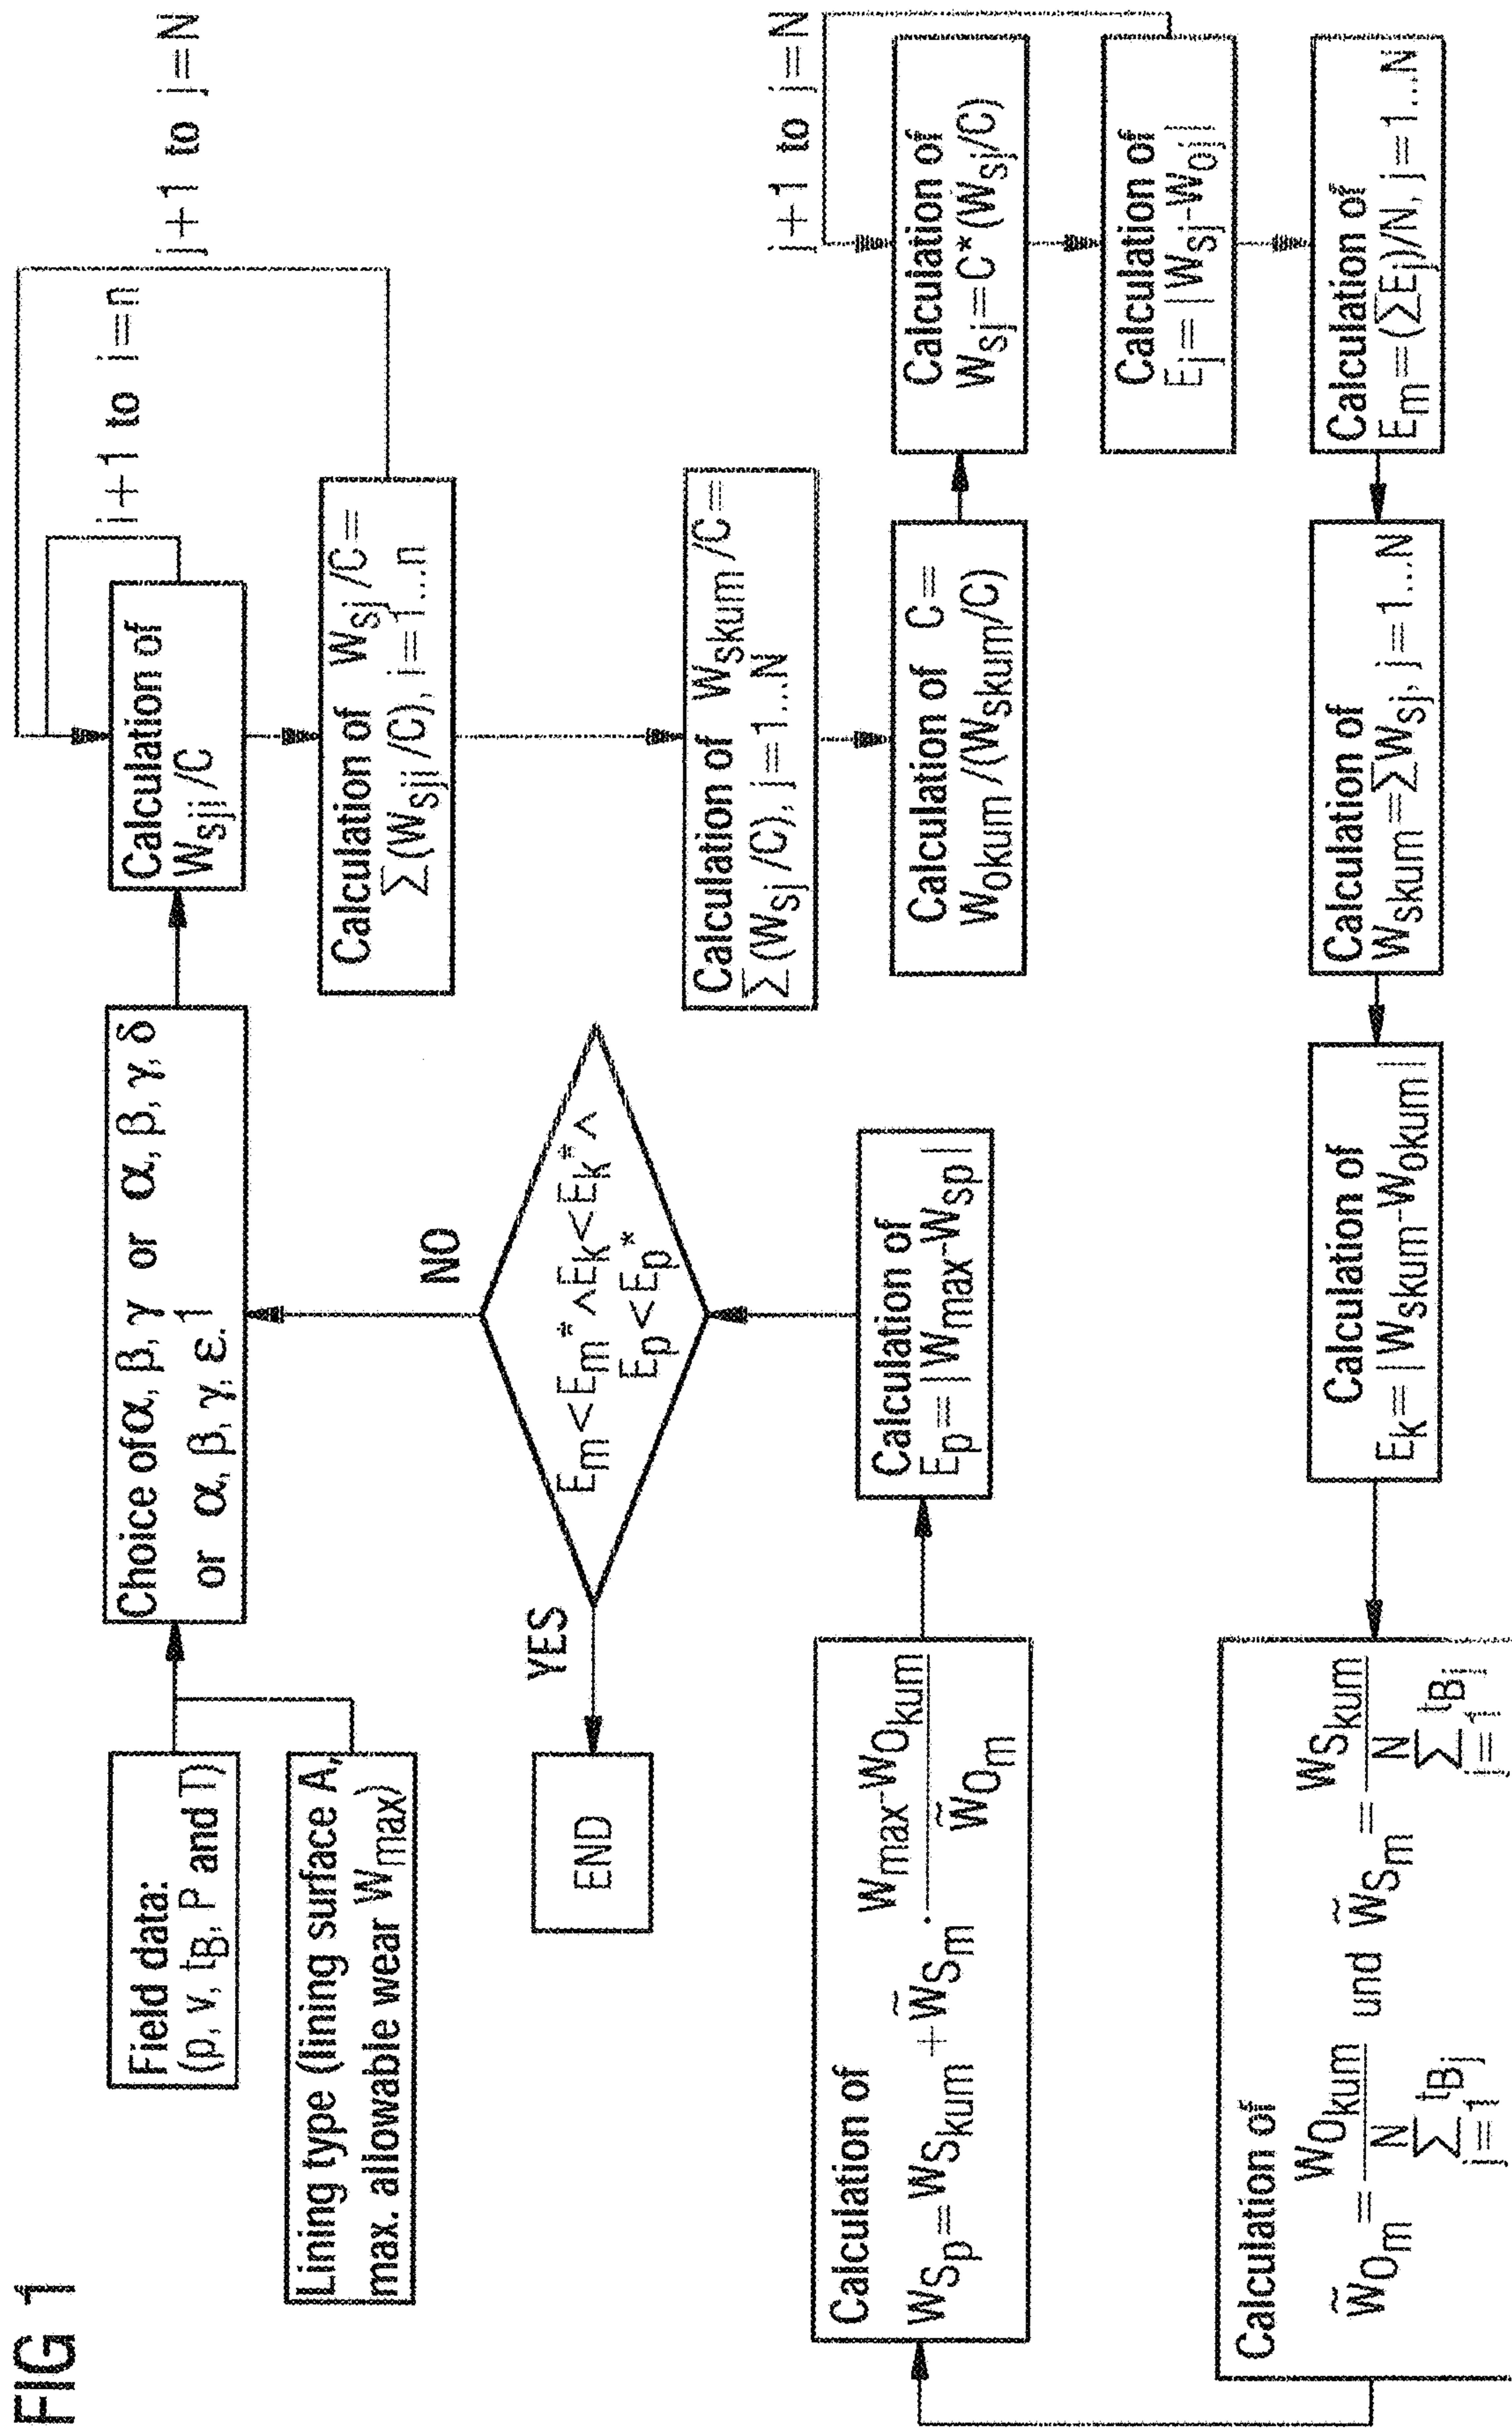 FIG 1
Field data:
(p, v, t_B, P and T)
Lining type (lining surface A,
max. allowable wear W_max)
Choice of α, β, γ or α, β, γ, δ
or α, β, γ, ε.1
i+1 to i=n
j+1 to j=N
Calculation of
W_sji/C
Calculation of W_sj/C=
∑(W_sji/C), i=1...n
Calculation of W_skum/C=
∑(W_sj/C), j=1...N
Calculation of C=
W_okum/(W_skum/C)
j+1 to j=N
Calculation of
W_sj=C*(W_sj/C)
Calculation of
E_j=|W_sj-W_oj|
Calculation of
E_m=(∑E_j)/N, j=1...N
Calculation of
W_skum=∑W_sj, j=1...N
Calculation of
E_k=|W_skum-W_okum|
Calculation of
W̃_Om = W_Okum / ∑_{j=1}^{N} t_Bj und W̃_Sm = W_Skum / ∑_{j=1}^{N} t_Bj
Calculation of
W_Sp=W_Skum+W̃_Sm·(W_max-W_Okum)/W̃_Om
Calculation of
E_p=|W_max-W_sp|
E_m<E_m*∧E_k<E_k*∧
E_p<E_p*
NO
YES
END